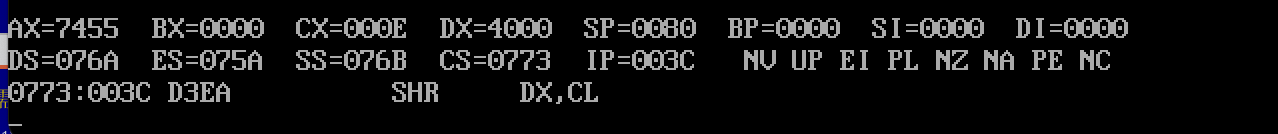 AX=7455 BX=0000 CX=000E DX=4000 SP=0080 BP=0000 SI=0000 DI=0000
DS=076A ES=075A SS=076B CS=0773 IP=003C NV UP EI PL NZ NA PE NC
0773:003C D3EA SHR DX,CL